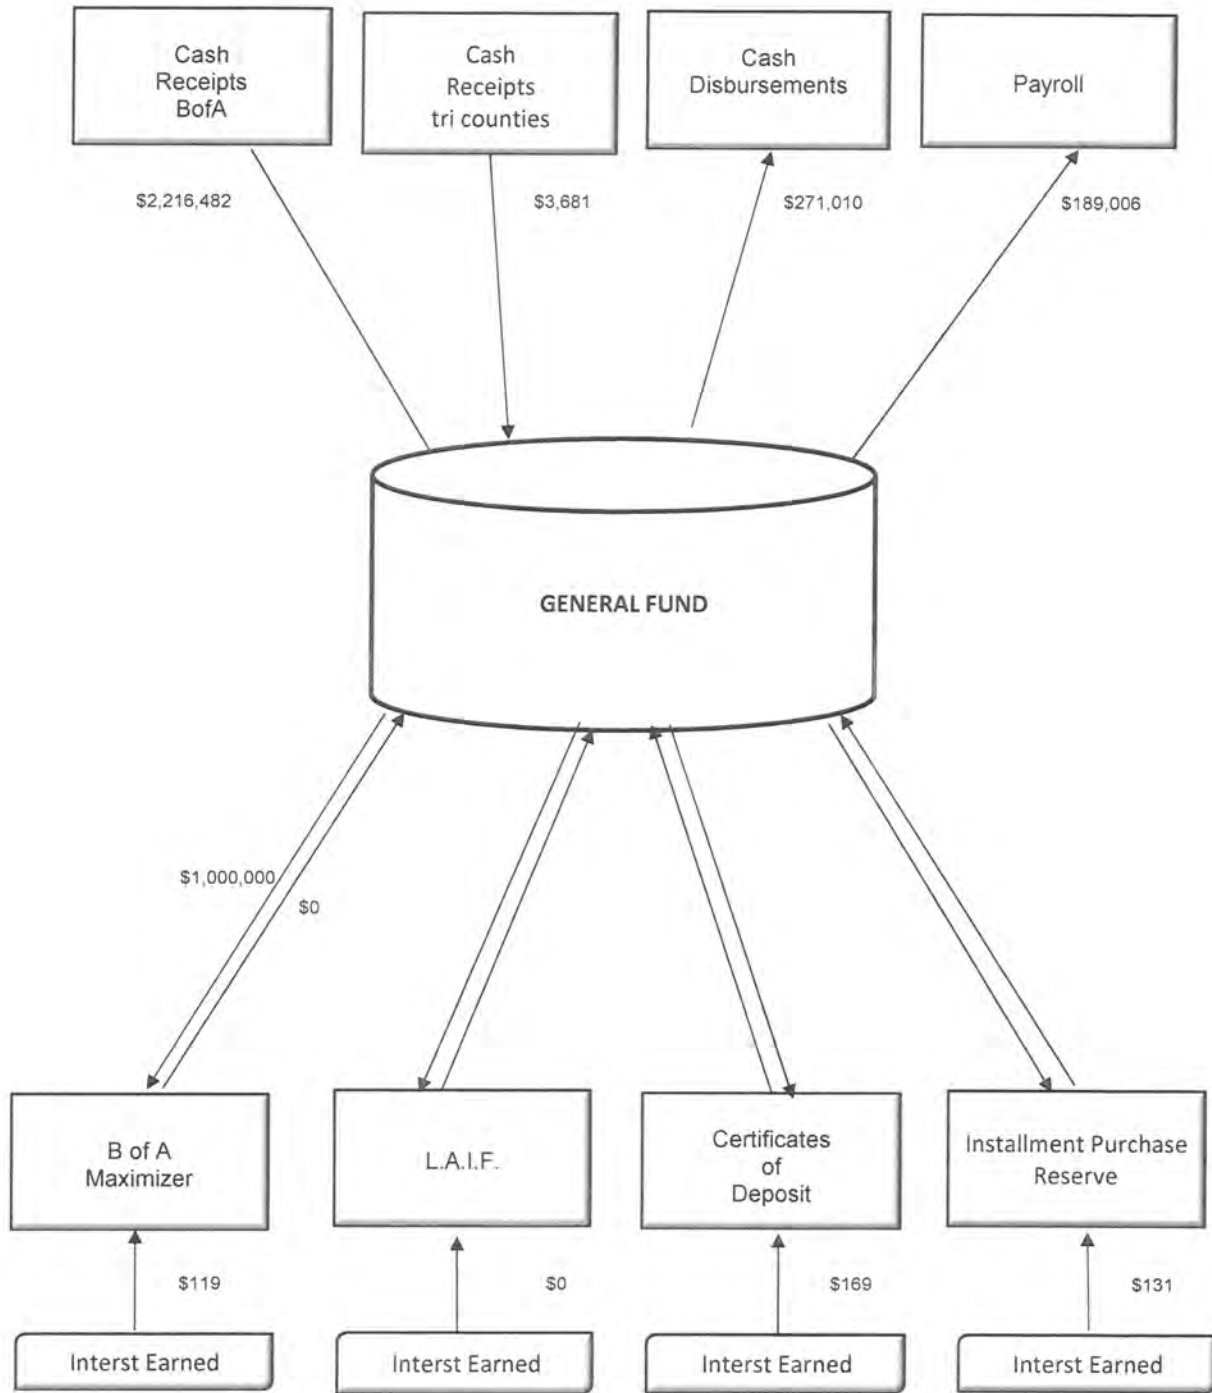 Cash
Receipts
BofA
Cash
Receipts
tri counties
Cash
Disbursements
Payroll
$2,216,482
$3,681
$271,010
$189,006
GENERAL FUND
$1,000,000
$0
B of A
Maximizer
L.A.I.F.
Certificates
of
Deposit
Installment Purchase
Reserve
$119
$0
$169
$131
Interst Earned
Interst Earned
Interst Earned
Interst Earned